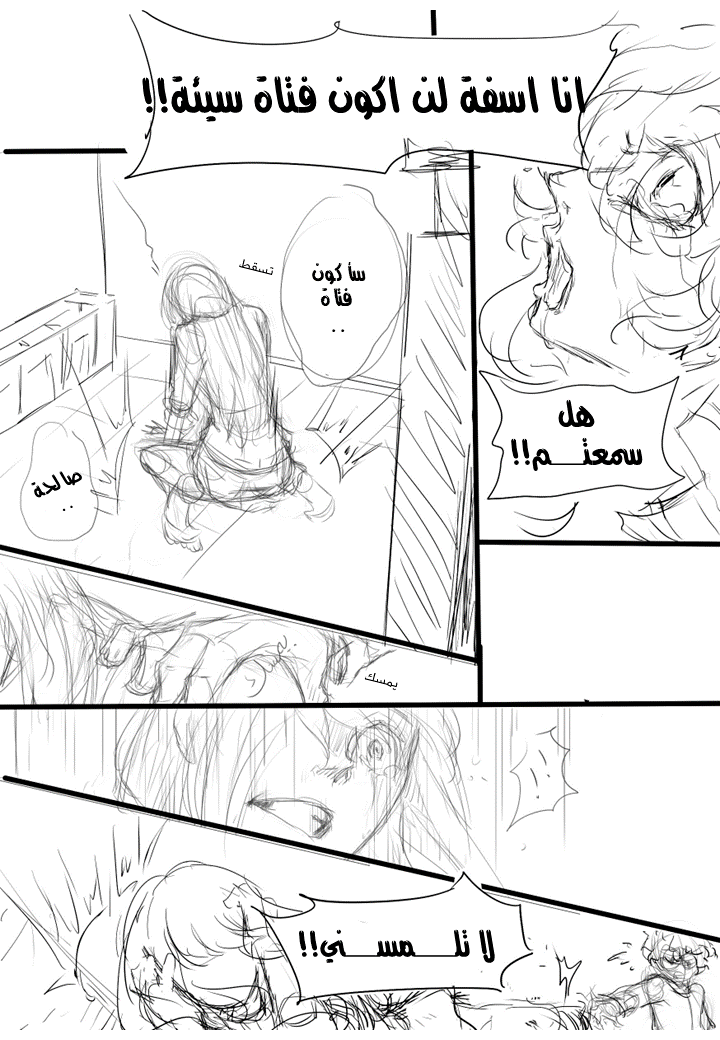 انا اسفة لن اكون فتاة سيئة!!
هل
سمعتـــم!!
سأكون
فتاة
..
تسقط
صالحة
..
يمسك
!.
لا تلـــمســـني!!